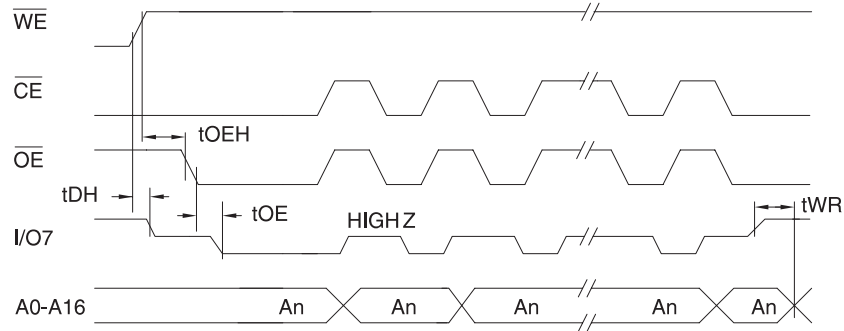 WE
CE
tOEH
OE
tDH
tOE
HIGH Z
tWR
I/O7
A0-A16
An
An
An
An
An